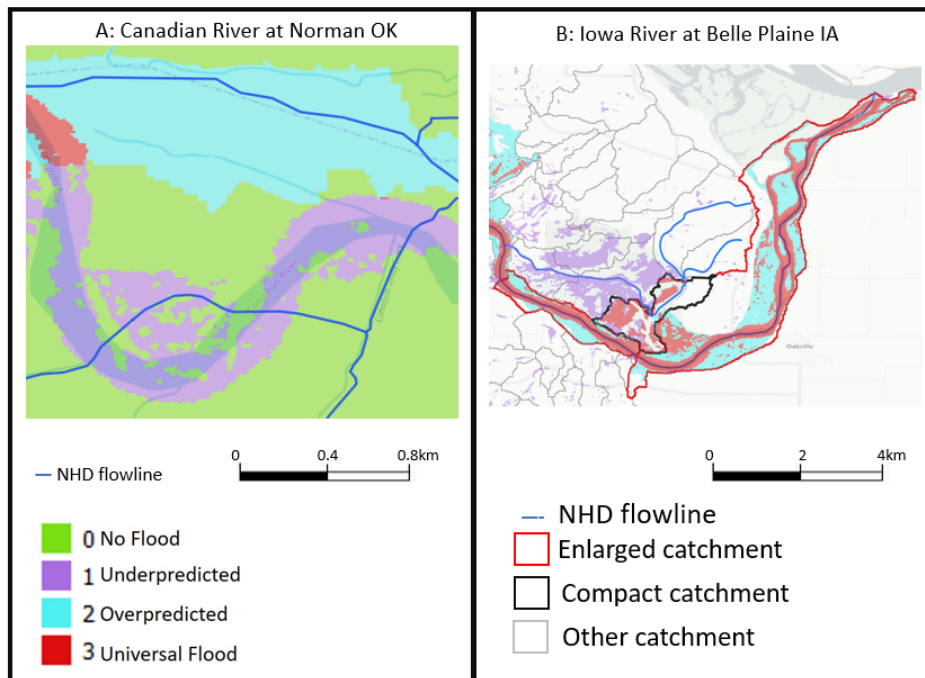 A: Canadian River at Norman OK
B: Iowa River at Belle Plaine IA
Oakville
0 0.4 0.8km
NHD flowline
0 No Flood
1 Underpredicted
2 Overpredicted
3 Universal Flood
0 2 4km
NHD flowline
Enlarged catchment
Compact catchment
Other catchment